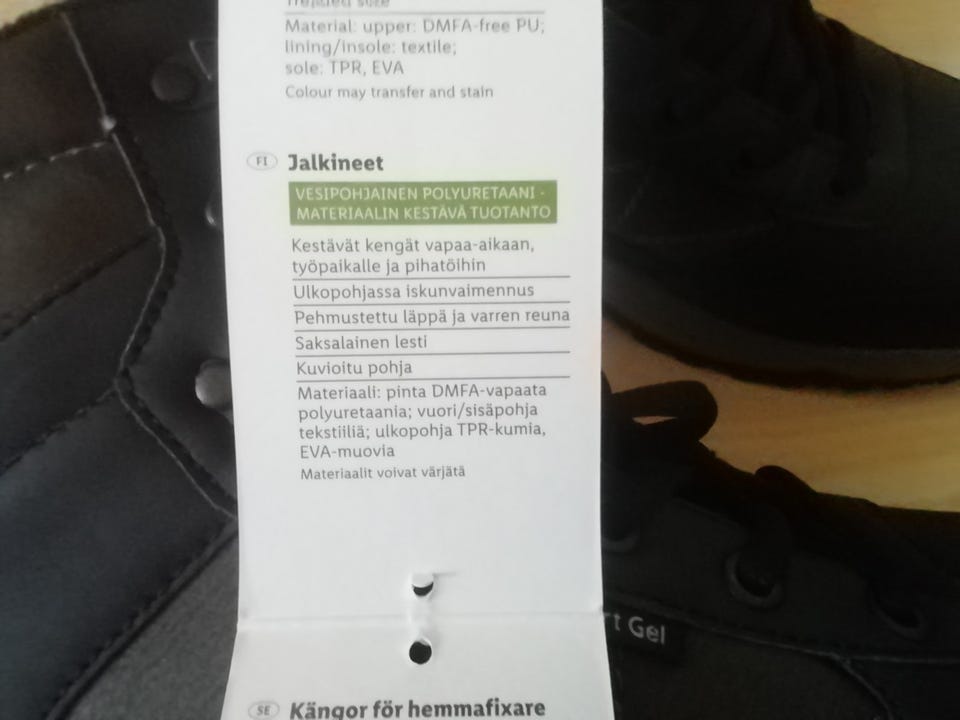 Material: upper: DMFA-free PU;
lining/insole: textile;
sole: TPR, EVA
Colour may transfer and stain
FI Jalkineet
VESIPOHJAINEN POLYURETAANI -
MATERIAALIN KESTÄVÄ TUOTANTO
Kestävät kengät vapaa-aikaan,
työpaikalle ja pihatöihin
Ulkopohjassa iskunvaimennus
Pehmustettu läppä ja varren reuna
Saksalainen lesti
Kuvioitu pohja
Materiaali: pinta DMFA-vapaata
polyuretaania; vuori/sisäpohja
tekstiiliä; ulkopohja TPR-kumia,
EVA-muovia
Materiaalit voivat värjätä
rt Gel
SE Kängor för hemmafixare